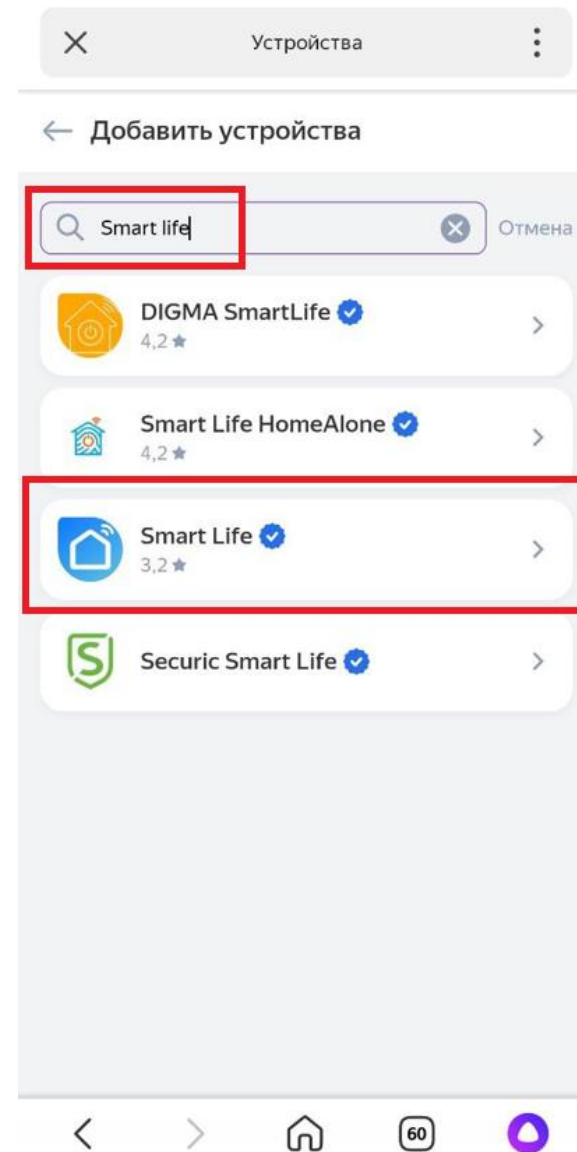 Устройства
Добавить устройства
Smart life
Отмена
DIGMA SmartLife
4,2 ★
Smart Life HomeAlone
4,2 ★
Smart Life
3,2 ★
S
Securic Smart Life
60